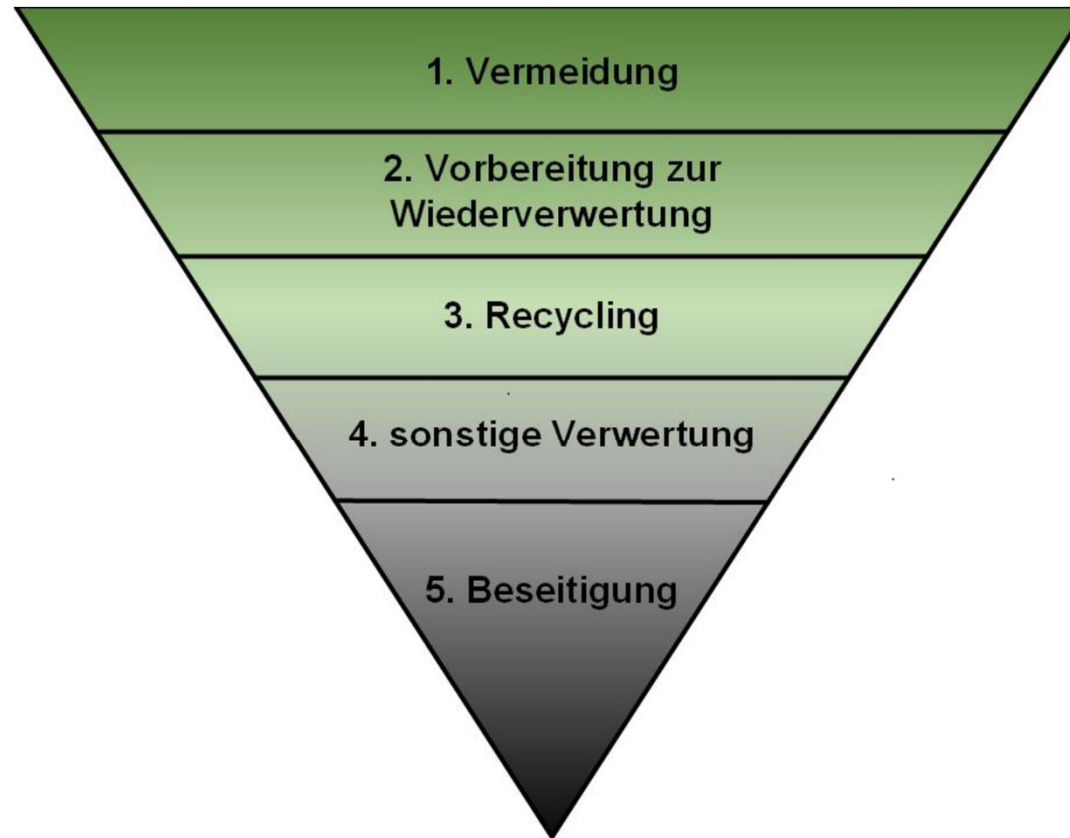 1. Vermeidung
2. Vorbereitung zur
Wiederverwertung
3. Recycling
4. sonstige Verwertung
5. Beseitigung